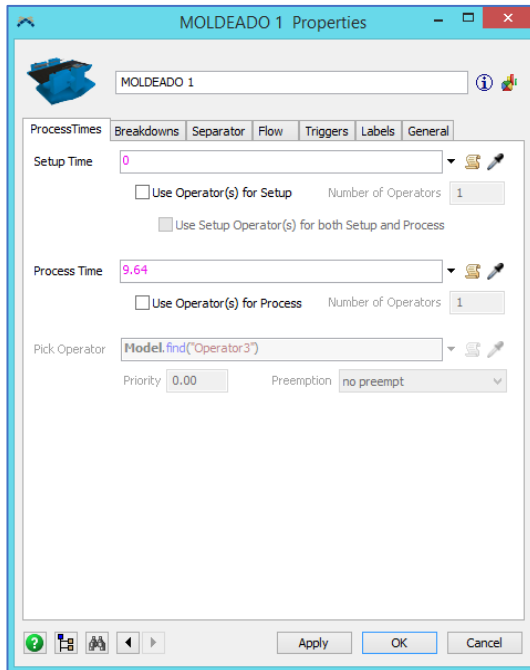 MOLDEADO 1 Properties
MOLDEADO 1
ProcessTimes Breakdowns Separator Flow Triggers Labels General
Setup Time 0
Use Operator(s) for Setup Number of Operators 1
Use Setup Operator(s) for both Setup and Process
Process Time 9.64
Use Operator(s) for Process Number of Operators 1
Pick Operator Model.find("Operator3")
Priority 0.00 Preemption no preempt
Apply OK Cancel